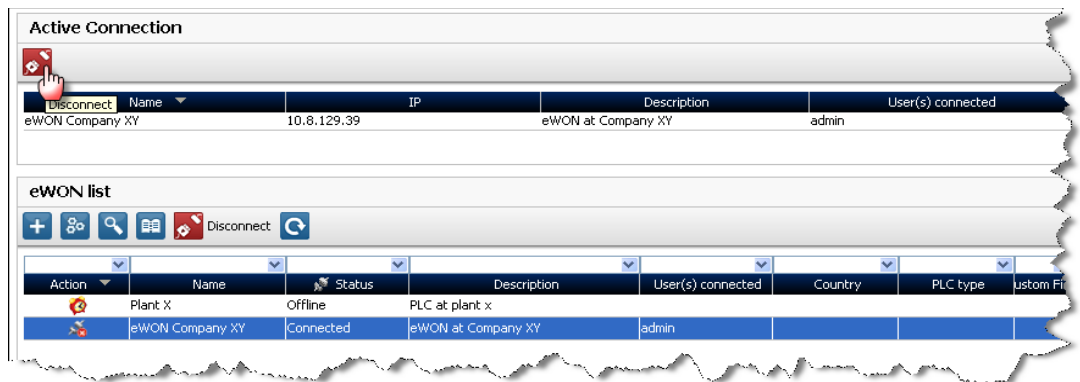 Active Connection
Disconnect Name IP Description User(s) connected
eWON Company XY 10.8.129.39 eWON at Company XY admin
eWON list
Disconnect
Action Name Status Description User(s) connected Country PLC type ustom Fi
Plant X Offline PLC at plant x
eWON Company XY Connected eWON at Company XY admin